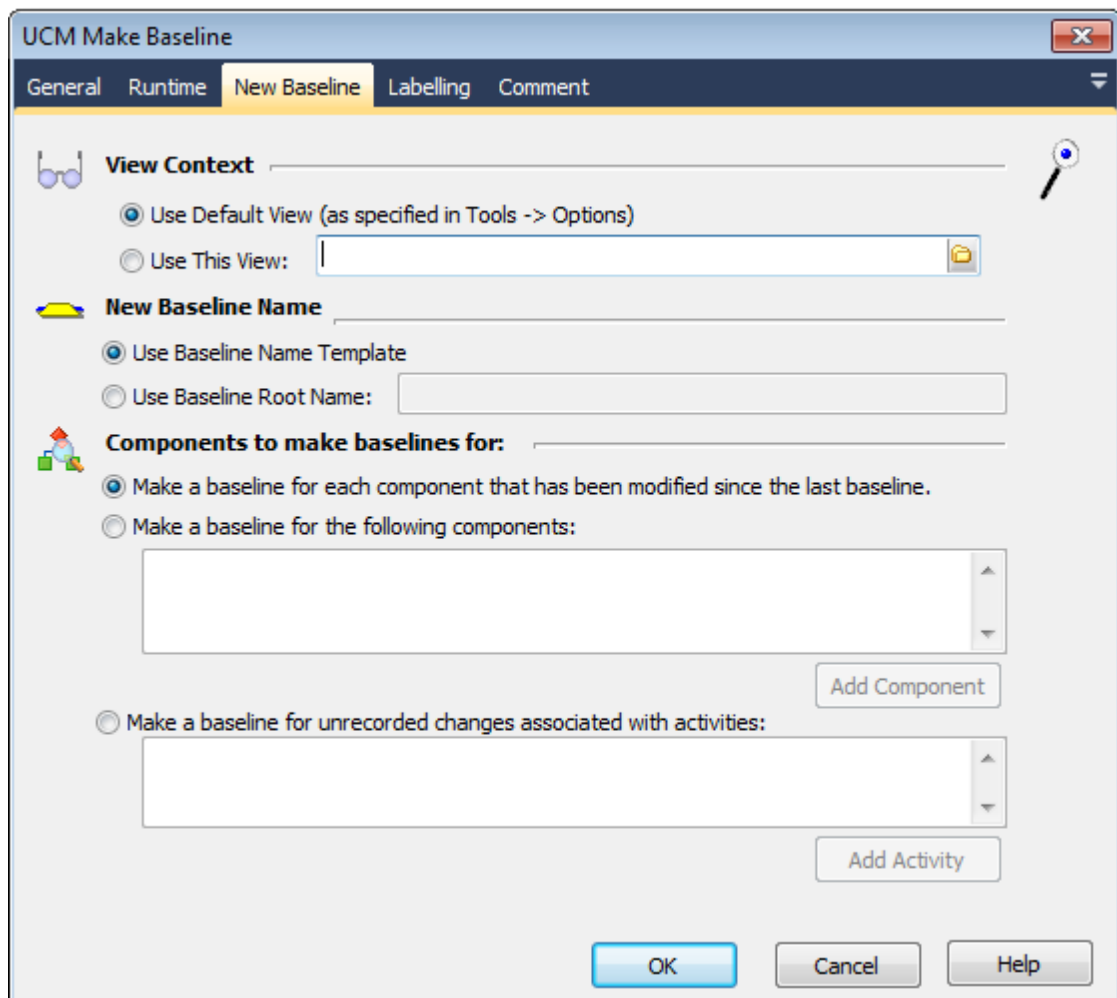 UCM Make Baseline
General Runtime New Baseline Labelling Comment
View Context
Use Default View (as specified in Tools -> Options)
Use This View:
New Baseline Name
Use Baseline Name Template
Use Baseline Root Name:
Components to make baselines for:
Make a baseline for each component that has been modified since the last baseline.
Make a baseline for the following components:
Add Component
Make a baseline for unrecorded changes associated with activities:
Add Activity
OK Cancel Help